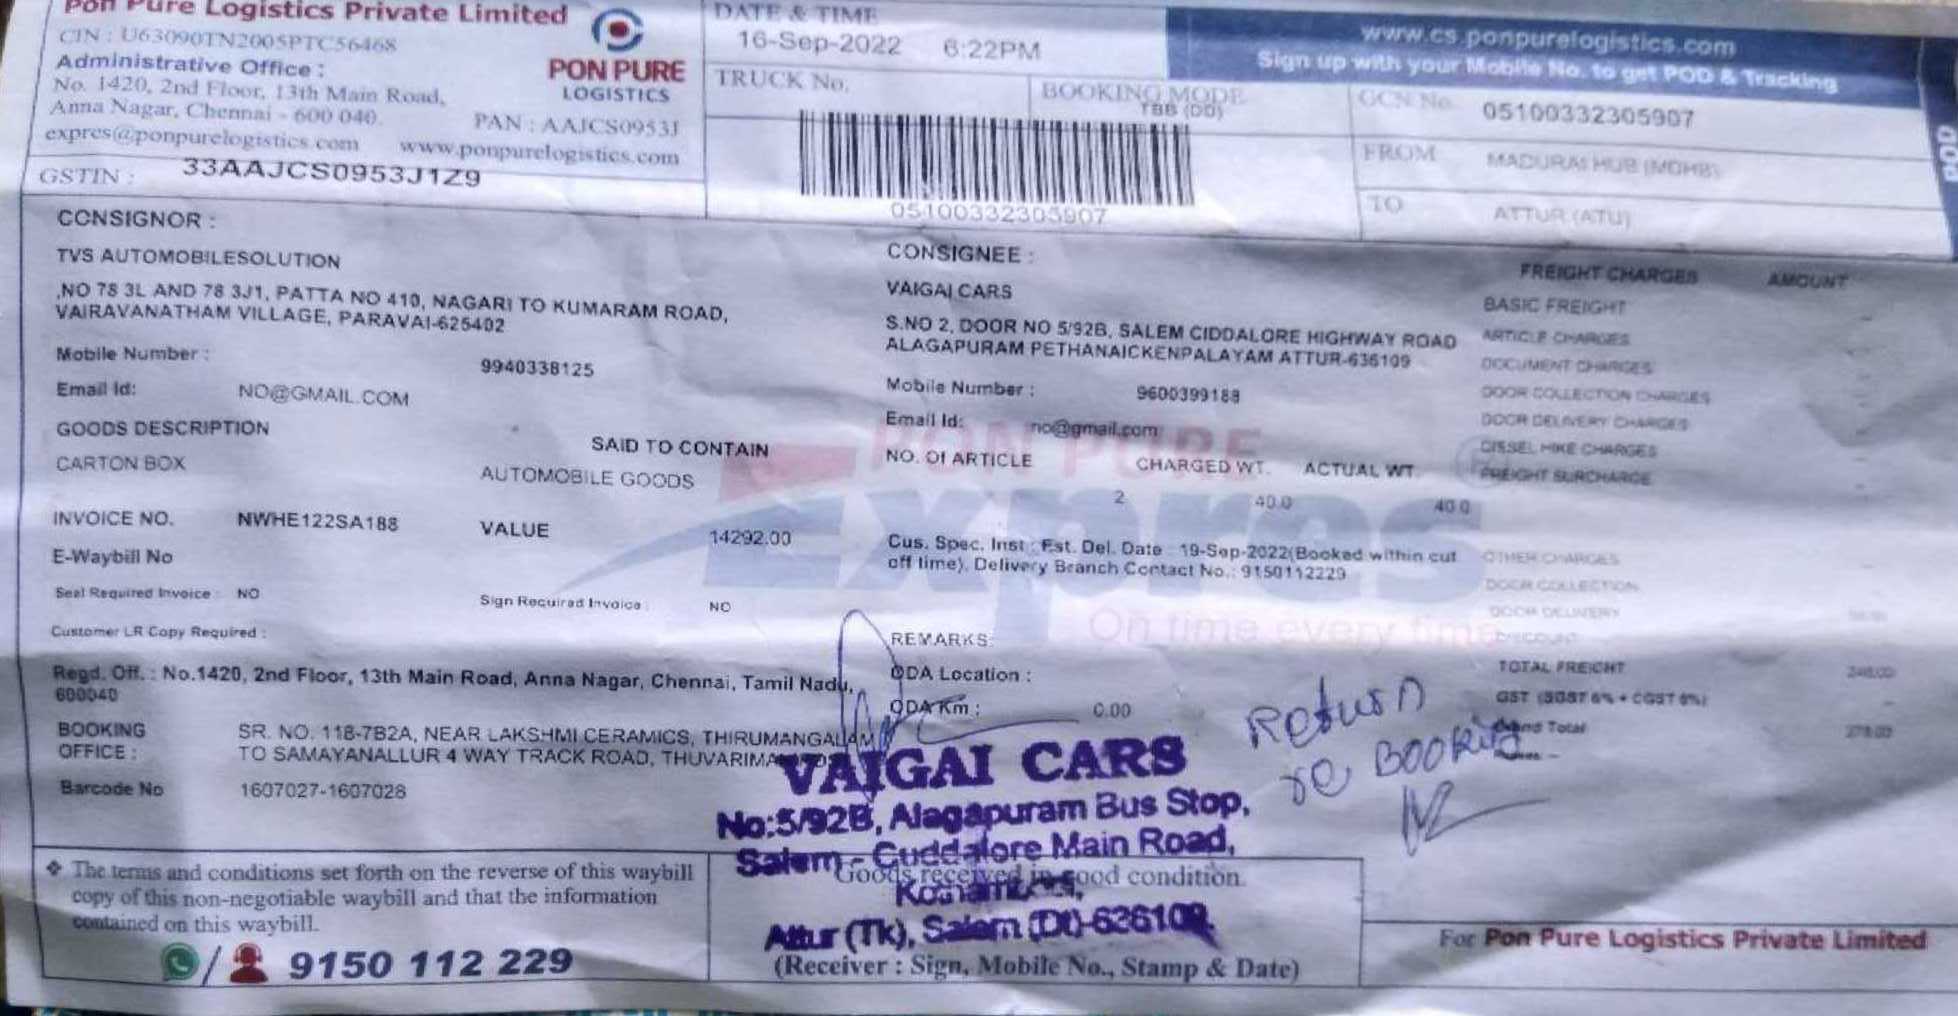 Pon Pure Logistics Private Limited
CIN : U63090TN2005PTC56468
Administrative Office :
No. 1420, 2nd Floor, 13th Main Road,
Anna Nagar, Chennai - 600 040.
PAN : AAJCS0953J
expres@ponpurelogistics.com www.ponpurelogistics.com
GSTIN : 33AAJCS0953J1Z9
PON PURE
LOGISTICS
DATE & TIME
16-Sep-2022 6:22PM
TRUCK No.
BOOKING MODE
TBB (DD)
05100332305907
www.cs.ponpurelogistics.com
Sign up with your Mobile No. to get POD & Tracking
GCN No. 05100332305907
FROM MADURAI HUB (MDHB)
TO ATTUR (ATU)
POD
CONSIGNOR :
TVS AUTOMOBILESOLUTION
,NO 78 3L AND 78 3J1, PATTA NO 410, NAGARI TO KUMARAM ROAD,
VAIRAVANATHAM VILLAGE, PARAVAI-625402
Mobile Number : 9940338125
Email Id: NO@GMAIL.COM
GOODS DESCRIPTION SAID TO CONTAIN
CARTON BOX AUTOMOBILE GOODS
INVOICE NO. NWHE122SA188 VALUE 14292.00
E-Waybill No
Seal Required Invoice : NO Sign Required Invoice : NO
Customer LR Copy Required :
Regd. Off. : No.1420, 2nd Floor, 13th Main Road, Anna Nagar, Chennai, Tamil Nadu,
600040
BOOKING OFFICE : SR. NO. 118-7B2A, NEAR LAKSHMI CERAMICS, THIRUMANGALAM
TO SAMAYANALLUR 4 WAY TRACK ROAD,
Barcode No 1607027-1607028
CONSIGNEE :
VAIGAI CARS
S.NO 2, DOOR NO 5/92B, SALEM CIDDALORE HIGHWAY ROAD
ALAGAPURAM PETHANAICKENPALAYAM ATTUR-636109
Mobile Number : 9600399188
Email Id: no@gmail.com
NO. Of ARTICLE CHARGED WT. ACTUAL WT.
2 40.0 40.0
Cus. Spec. Inst : Est. Del. Date : 19-Sep-2022(Booked within cut
off time). Delivery Branch Contact No.: 9150112229
REMARKS:
ODA Location :
ODA Km : 0.00
PON PURE
Expres
On time every time
FREIGHT CHARGES AMOUNT
BASIC FREIGHT
ARTICLE CHARGES
DOCUMENT CHARGES
DOOR COLLECTION CHARGES
DOOR DELIVERY CHARGES
DIESEL HIKE CHARGES
FREIGHT SURCHARGE
OTHER CHARGES
DOOR COLLECTION
DOOR DELIVERY
DISCOUNT
TOTAL FREIGHT
GST (SGST 6% + CGST 6%)
Grand Total
Return
re Booking
VAIGAI CARS
No:5/92B, Alagapuram Bus Stop,
Salem - Cuddalore Main Road,
Attur (Tk), Salem (Dt)-636109
Goods received in good condition.
(Receiver : Sign, Mobile No., Stamp & Date)
❖ The terms and conditions set forth on the reverse of this waybill
copy of this non-negotiable waybill and that the information
contained on this waybill.
/ 9150 112 229
For Pon Pure Logistics Private Limited